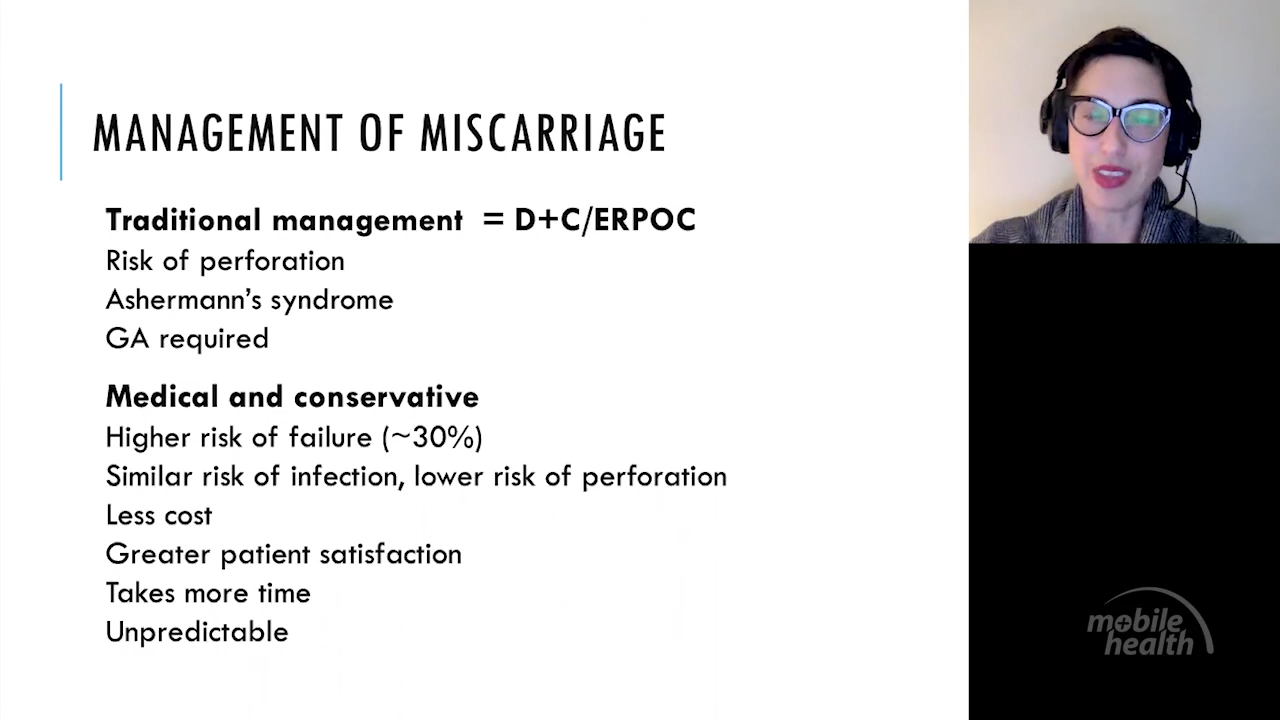 MANAGEMENT OF MISCARRIAGE
Traditional management = D+C/ERPOC
Risk of perforation
Ashermann's syndrome
GA required
Medical and conservative
Higher risk of failure (~30%)
Similar risk of infection, lower risk of perforation
Less cost
Greater patient satisfaction
Takes more time
Unpredictable
mobile
health